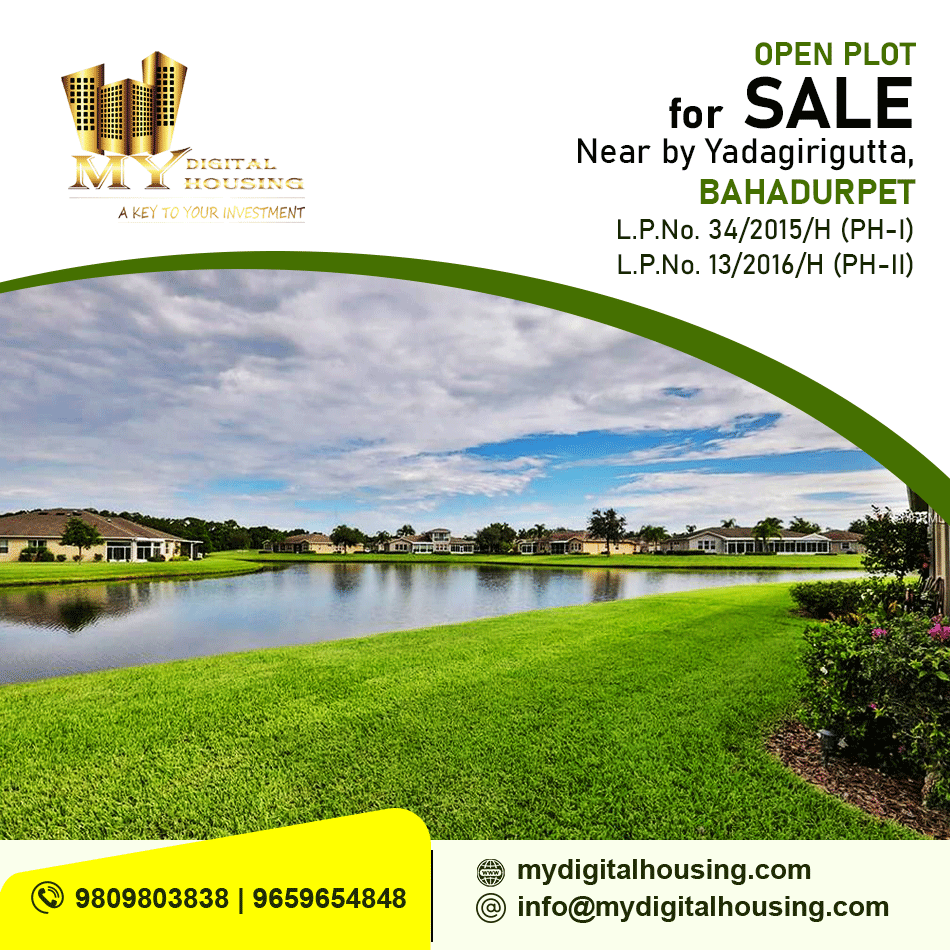 MY DIGITAL
HOUSING
A KEY TO YOUR INVESTMENT
OPEN PLOT
for SALE
Near by Yadagirigutta,
BAHADURPET
L.P.No. 34/2015/H (PH-I)
L.P.No. 13/2016/H (PH-II)
9809803838 | 9659654848
mydigitalhousing.com
info@mydigitalhousing.com